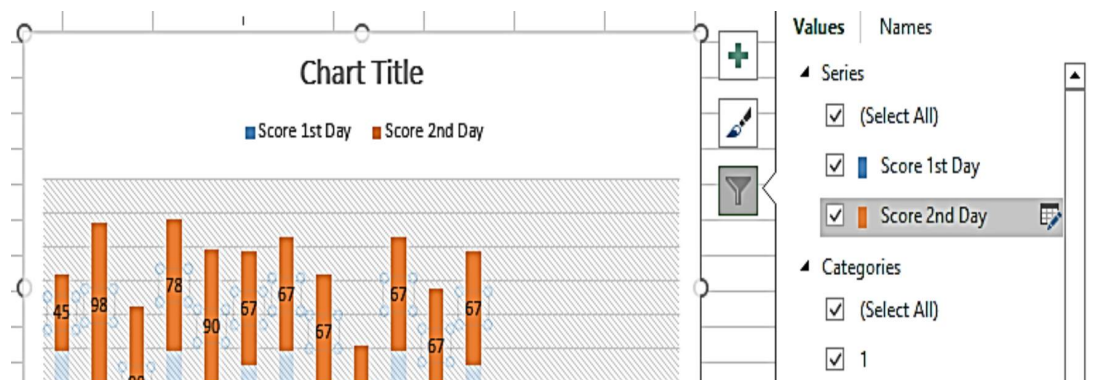 Chart Title
Score 1st Day Score 2nd Day
45 98 78 90 67 67 67 67 67 67
Values Names
Series
(Select All)
Score 1st Day
Score 2nd Day
Categories
(Select All)
1